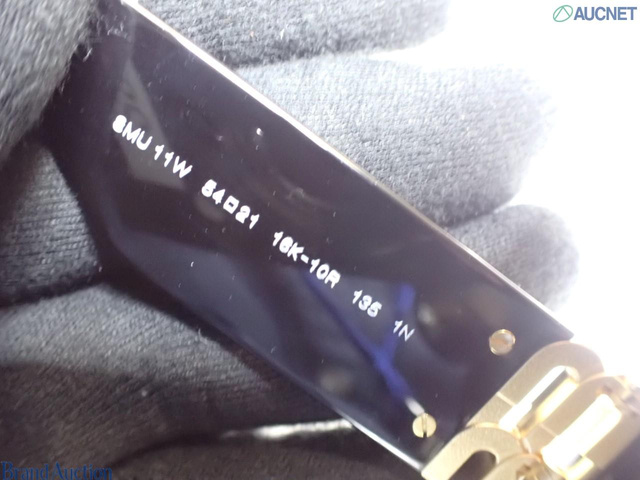 AUCNET
SMU 11W 54□21 16K-10R 135 1N
Brand Auction